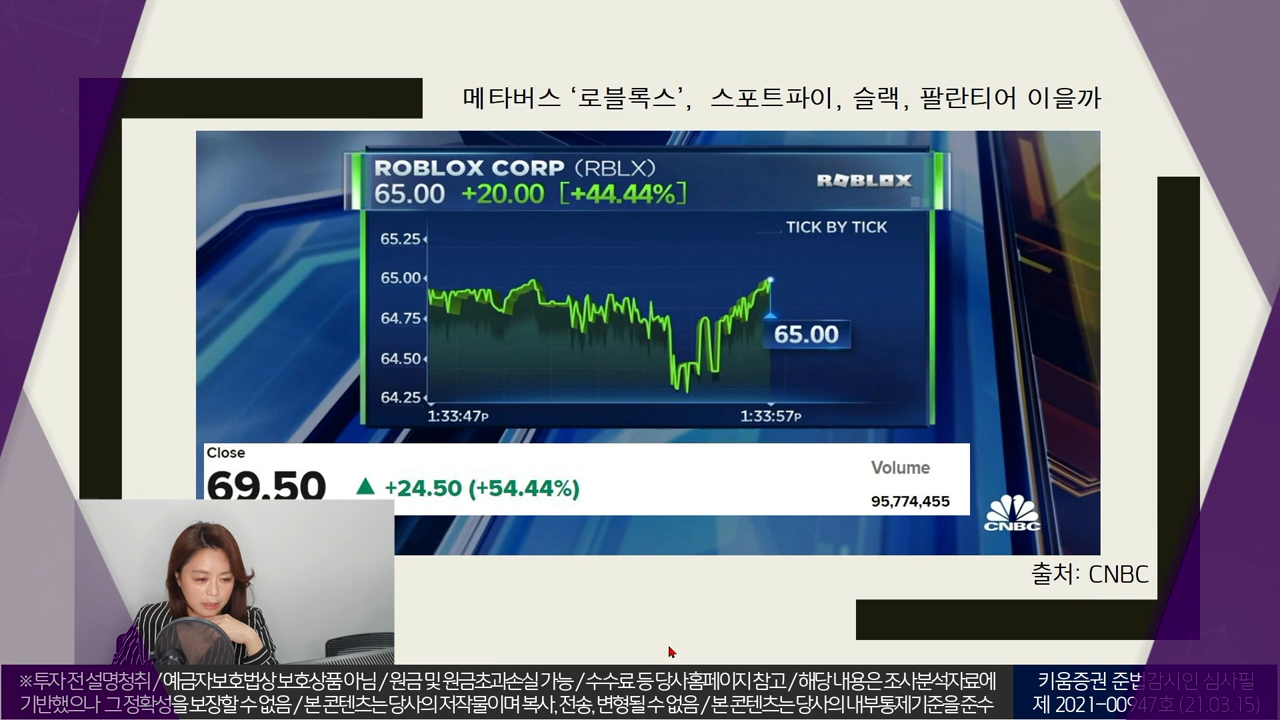 메타버스 ‘로블록스’, 스포트파이, 슬랙, 팔란티어 이을까
ROBLOX CORP (RBLX)
65.00 +20.00 [+44.44%]
ROBLOX
TICK BY TICK
65.25
65.00
64.75
64.50
64.25
65.00
1:33:47P 1:33:57P
Close
69.50 ▲ +24.50 (+54.44%)
Volume
95,774,455
CNBC
출처: CNBC
※투자 전 설명청취 / 예금자보호법상 보호상품 아님 / 원금 및 원금초과손실 가능 / 수수료 등 당사홈페이지 참고 / 해당 내용은 조사분석자료에
기반했으나 그 정확성을 보장할 수 없음 / 본 콘텐츠는 당사의 저작물이며 복사, 전송, 변형될 수 없음 / 본 콘텐츠는 당사의 내부통제기준을 준수
키움증권 준법감시인 심사필
제 2021-00947호 (21.03.15)